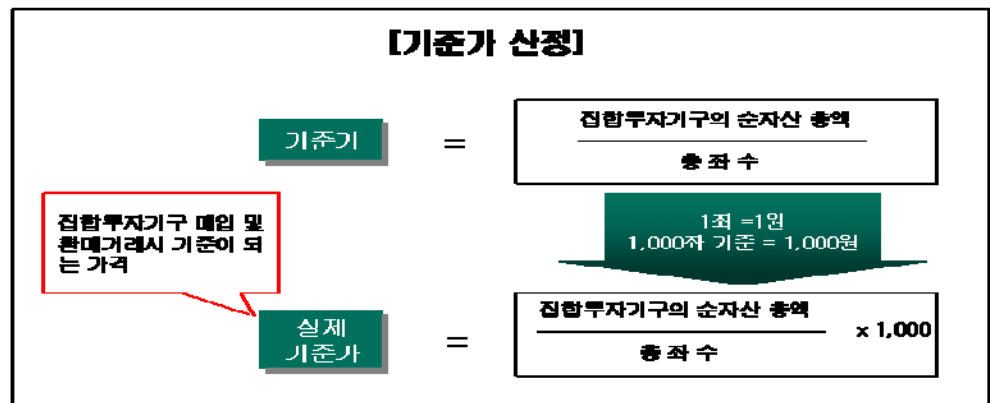 [기준가 산정]
기준기 = 집합투자기구의 순자산 총액
총 좌 수
집합투자기구 매입 및
환매거래시 기준이 되
는 가격
1좌 =1원
1,000좌 기준 = 1,000원
실제
기준가 = 집합투자기구의 순자산 총액
총 좌 수
x 1,000